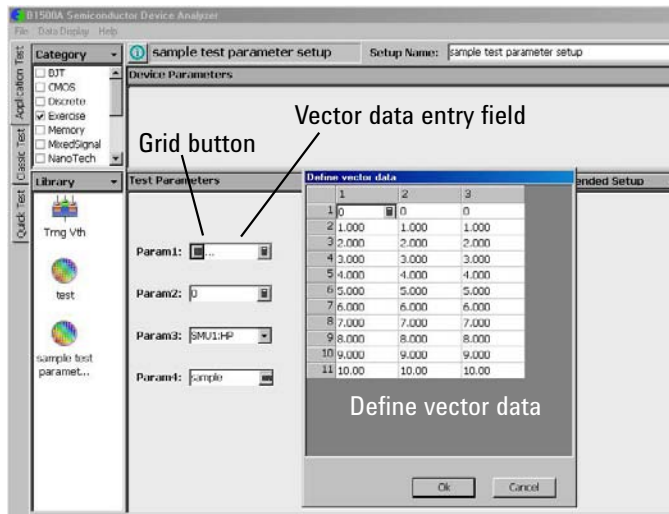 B1500A Semiconductor Device Analyzer
File Data Display Help
Application Test
Classic Test
Quick Test
Category
BJT
CMOS
Discrete
Exercise
Memory
MixedSignal
NanoTech
Library
Trng Vth
test
sample test
paramet...
sample test parameter setup
Setup Name: sample test parameter setup
Device Parameters
Vector data entry field
Grid button
Test Parameters
ended Setup
Param1: ...
Param2: 0
Param3: SMU1:HP
Param4: sample
Define vector data
1 2 3
1 0 0 0
2 1.000 1.000 1.000
3 2.000 2.000 2.000
4 3.000 3.000 3.000
5 4.000 4.000 4.000
6 5.000 5.000 5.000
7 6.000 6.000 6.000
8 7.000 7.000 7.000
9 8.000 8.000 8.000
10 9.000 9.000 9.000
11 10.00 10.00 10.00
Define vector data
Ok Cancel